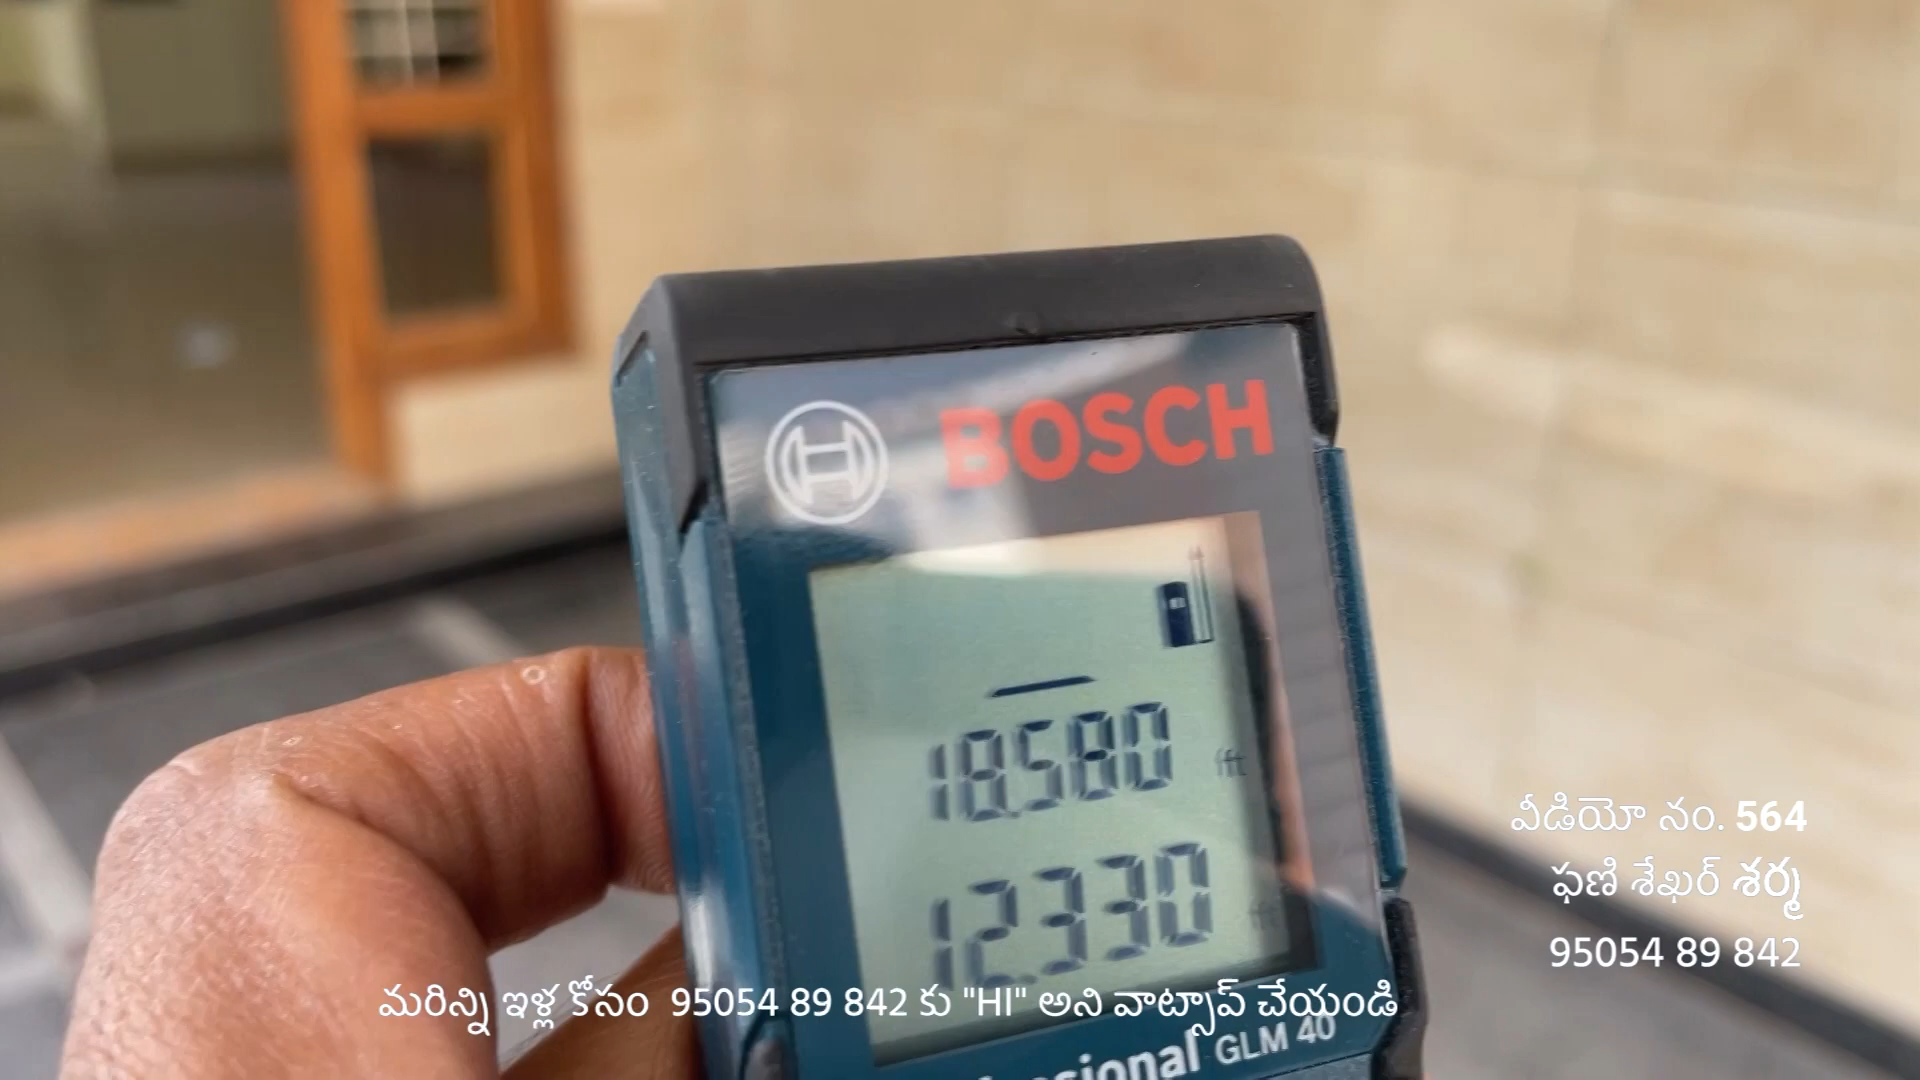 BOSCH
18.580 ft
12.330 ft
GLM 40
వీడియో నం. 564
ఫణి శేఖర్ శర్మ
95054 89 842
మరిన్ని ఇళ్ల కోసం 95054 89 842 కు "HI" అని వాట్సాప్ చేయండి